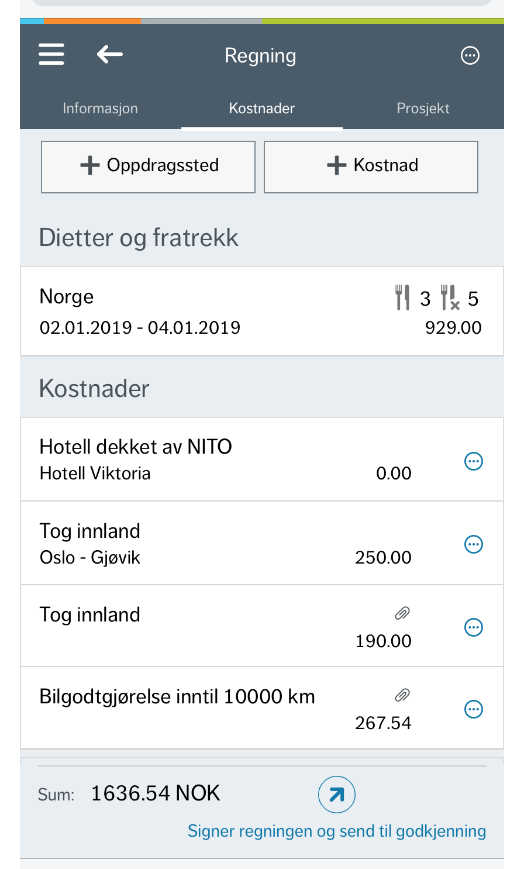 Regning
Informasjon
Kostnader
Prosjekt
Oppdragssted
Kostnad
Dietter og fratrekk
Norge
3 5
02.01.2019 - 04.01.2019
929.00
Kostnader
Hotell dekket av NITO
Hotell Viktoria
0.00
Tog innland
Oslo - Gjøvik
250.00
Tog innland
190.00
Bilgodtgjørelse inntil 10000 km
267.54
Sum: 1636.54 NOK
Signer regningen og send til godkjenning